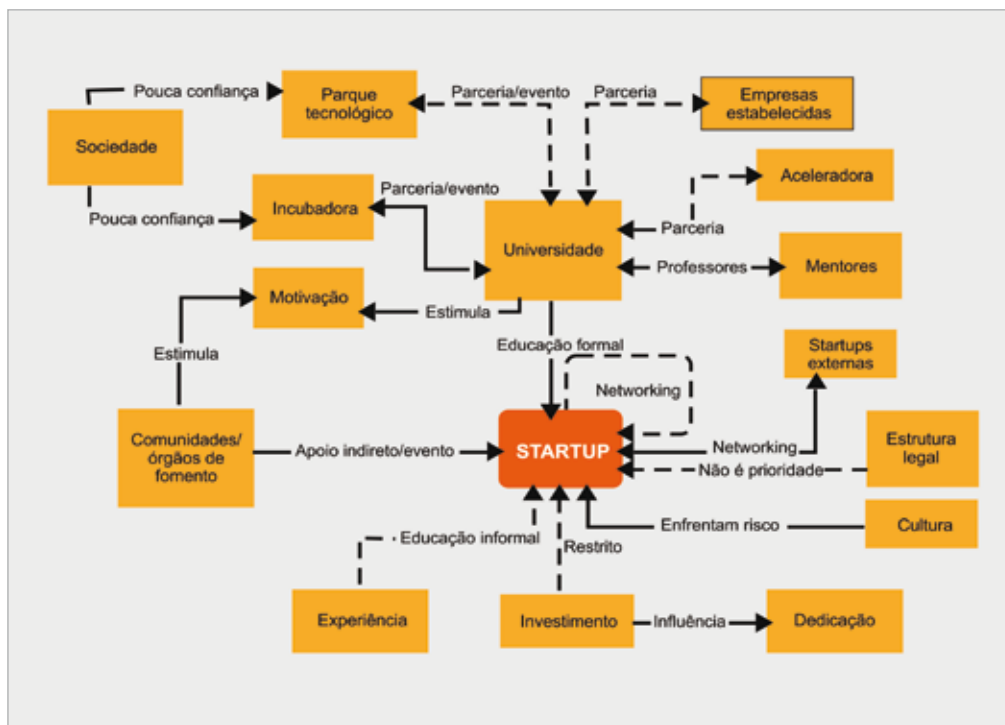 Pouca confiança
Parque
tecnológico
Parceria/evento
Parceria
Empresas
estabelecidas
Sociedade
Aceleradora
Pouca confiança
Incubadora
Parceria/evento
Universidade
Parceria
Professores
Mentores
Motivação
Estimula
Estimula
Educação formal
Startups
externas
Networking
Comunidades/
órgãos de
fomento
Apoio indireto/evento
STARTUP
Networking
Estrutura
legal
Não é prioridade
Enfrentam risco
Cultura
Educação informal
Restrito
Experiência
Investimento
Influência
Dedicação